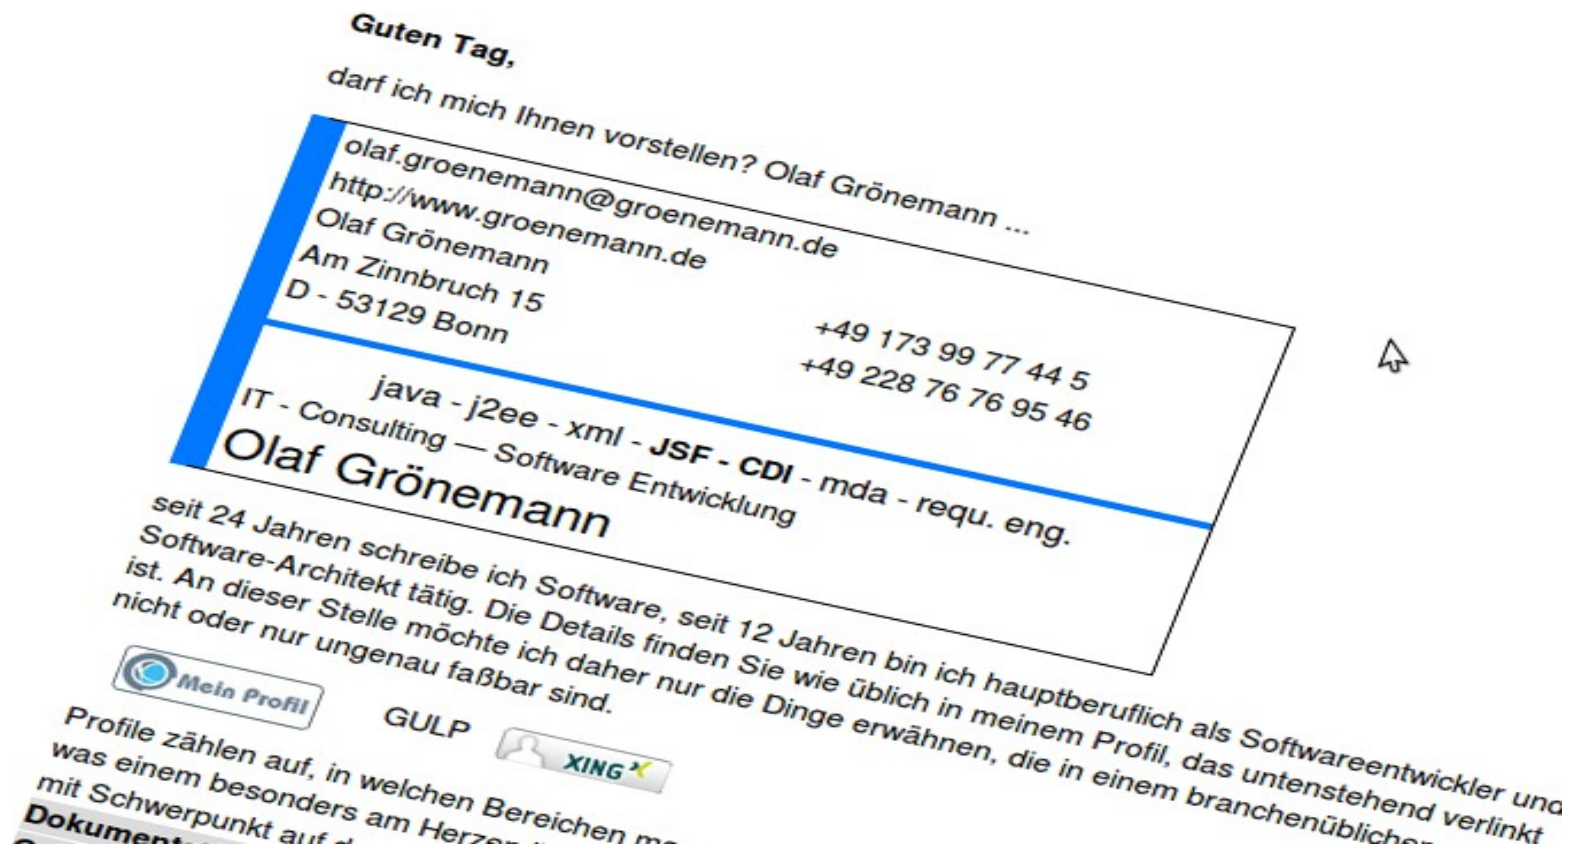 Guten Tag,
darf ich mich Ihnen vorstellen? Olaf Grönemann ...
olaf.groenemann@groenemann.de
http://www.groenemann.de
Olaf Grönemann
Am Zinnbruch 15
+49 173 99 77 44 5
D - 53129 Bonn
+49 228 76 76 95 46
java - j2ee - xml - JSF - CDI - mda - requ. eng.
IT - Consulting — Software Entwicklung
Olaf Grönemann
seit 24 Jahren schreibe ich Software, seit 12 Jahren bin ich hauptberuflich als Softwareentwickler und
Software-Architekt tätig. Die Details finden Sie wie üblich in meinem Profil, das untenstehend verlinkt
ist. An dieser Stelle möchte ich daher nur die Dinge erwähnen, die in einem branchenüblichen
nicht oder nur ungenau faßbar sind.
Mein Profil GULP XING
Profile zählen auf, in welchen Bereichen
was einem besonders am Herzen
mit Schwerpunkt auf